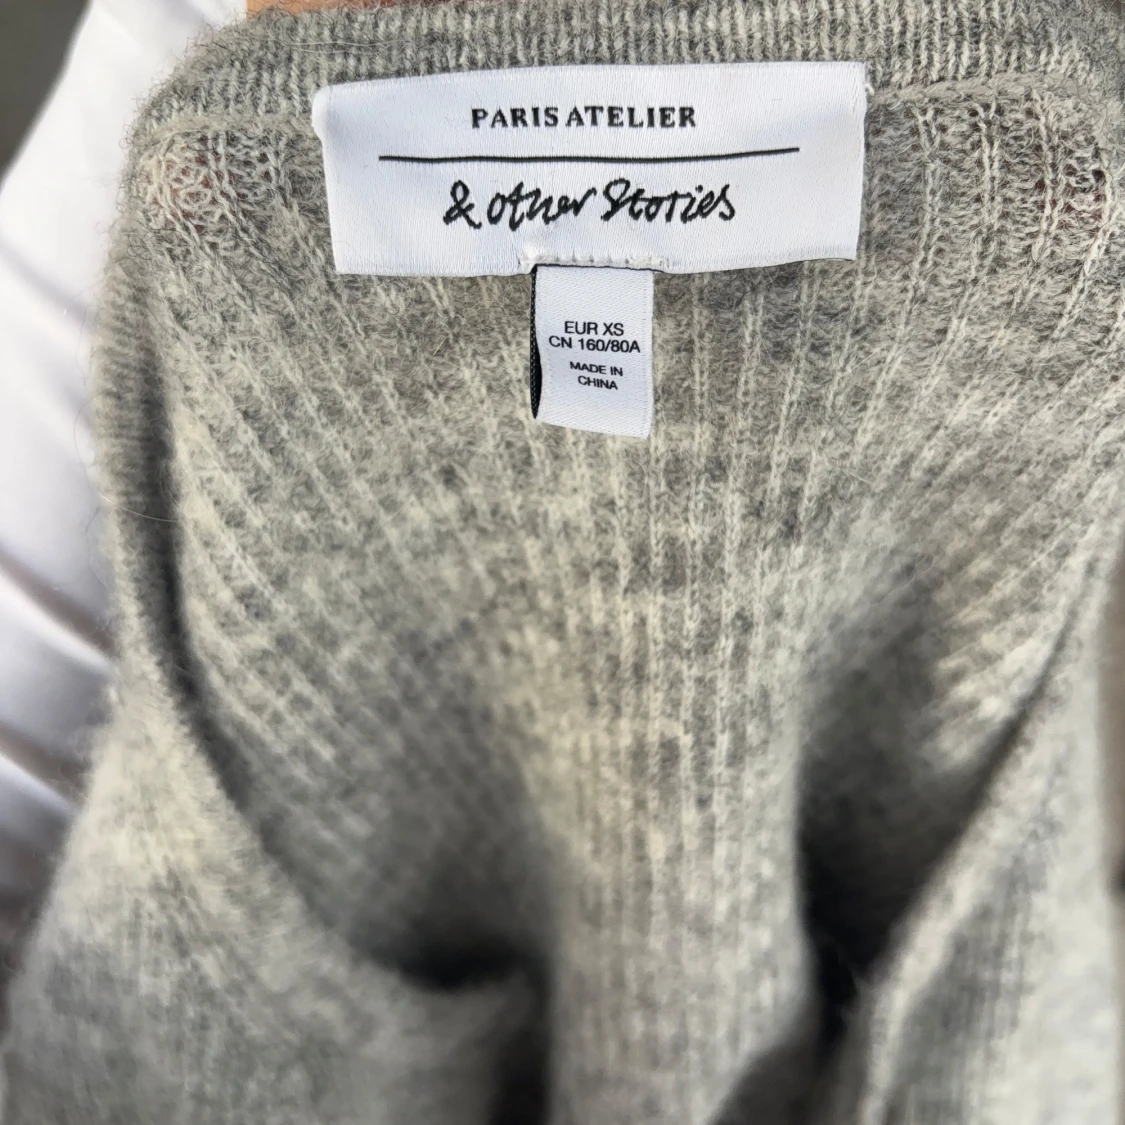 PARIS ATELIER
& other Stories
EUR XS
CN 160/80A
MADE IN
CHINA